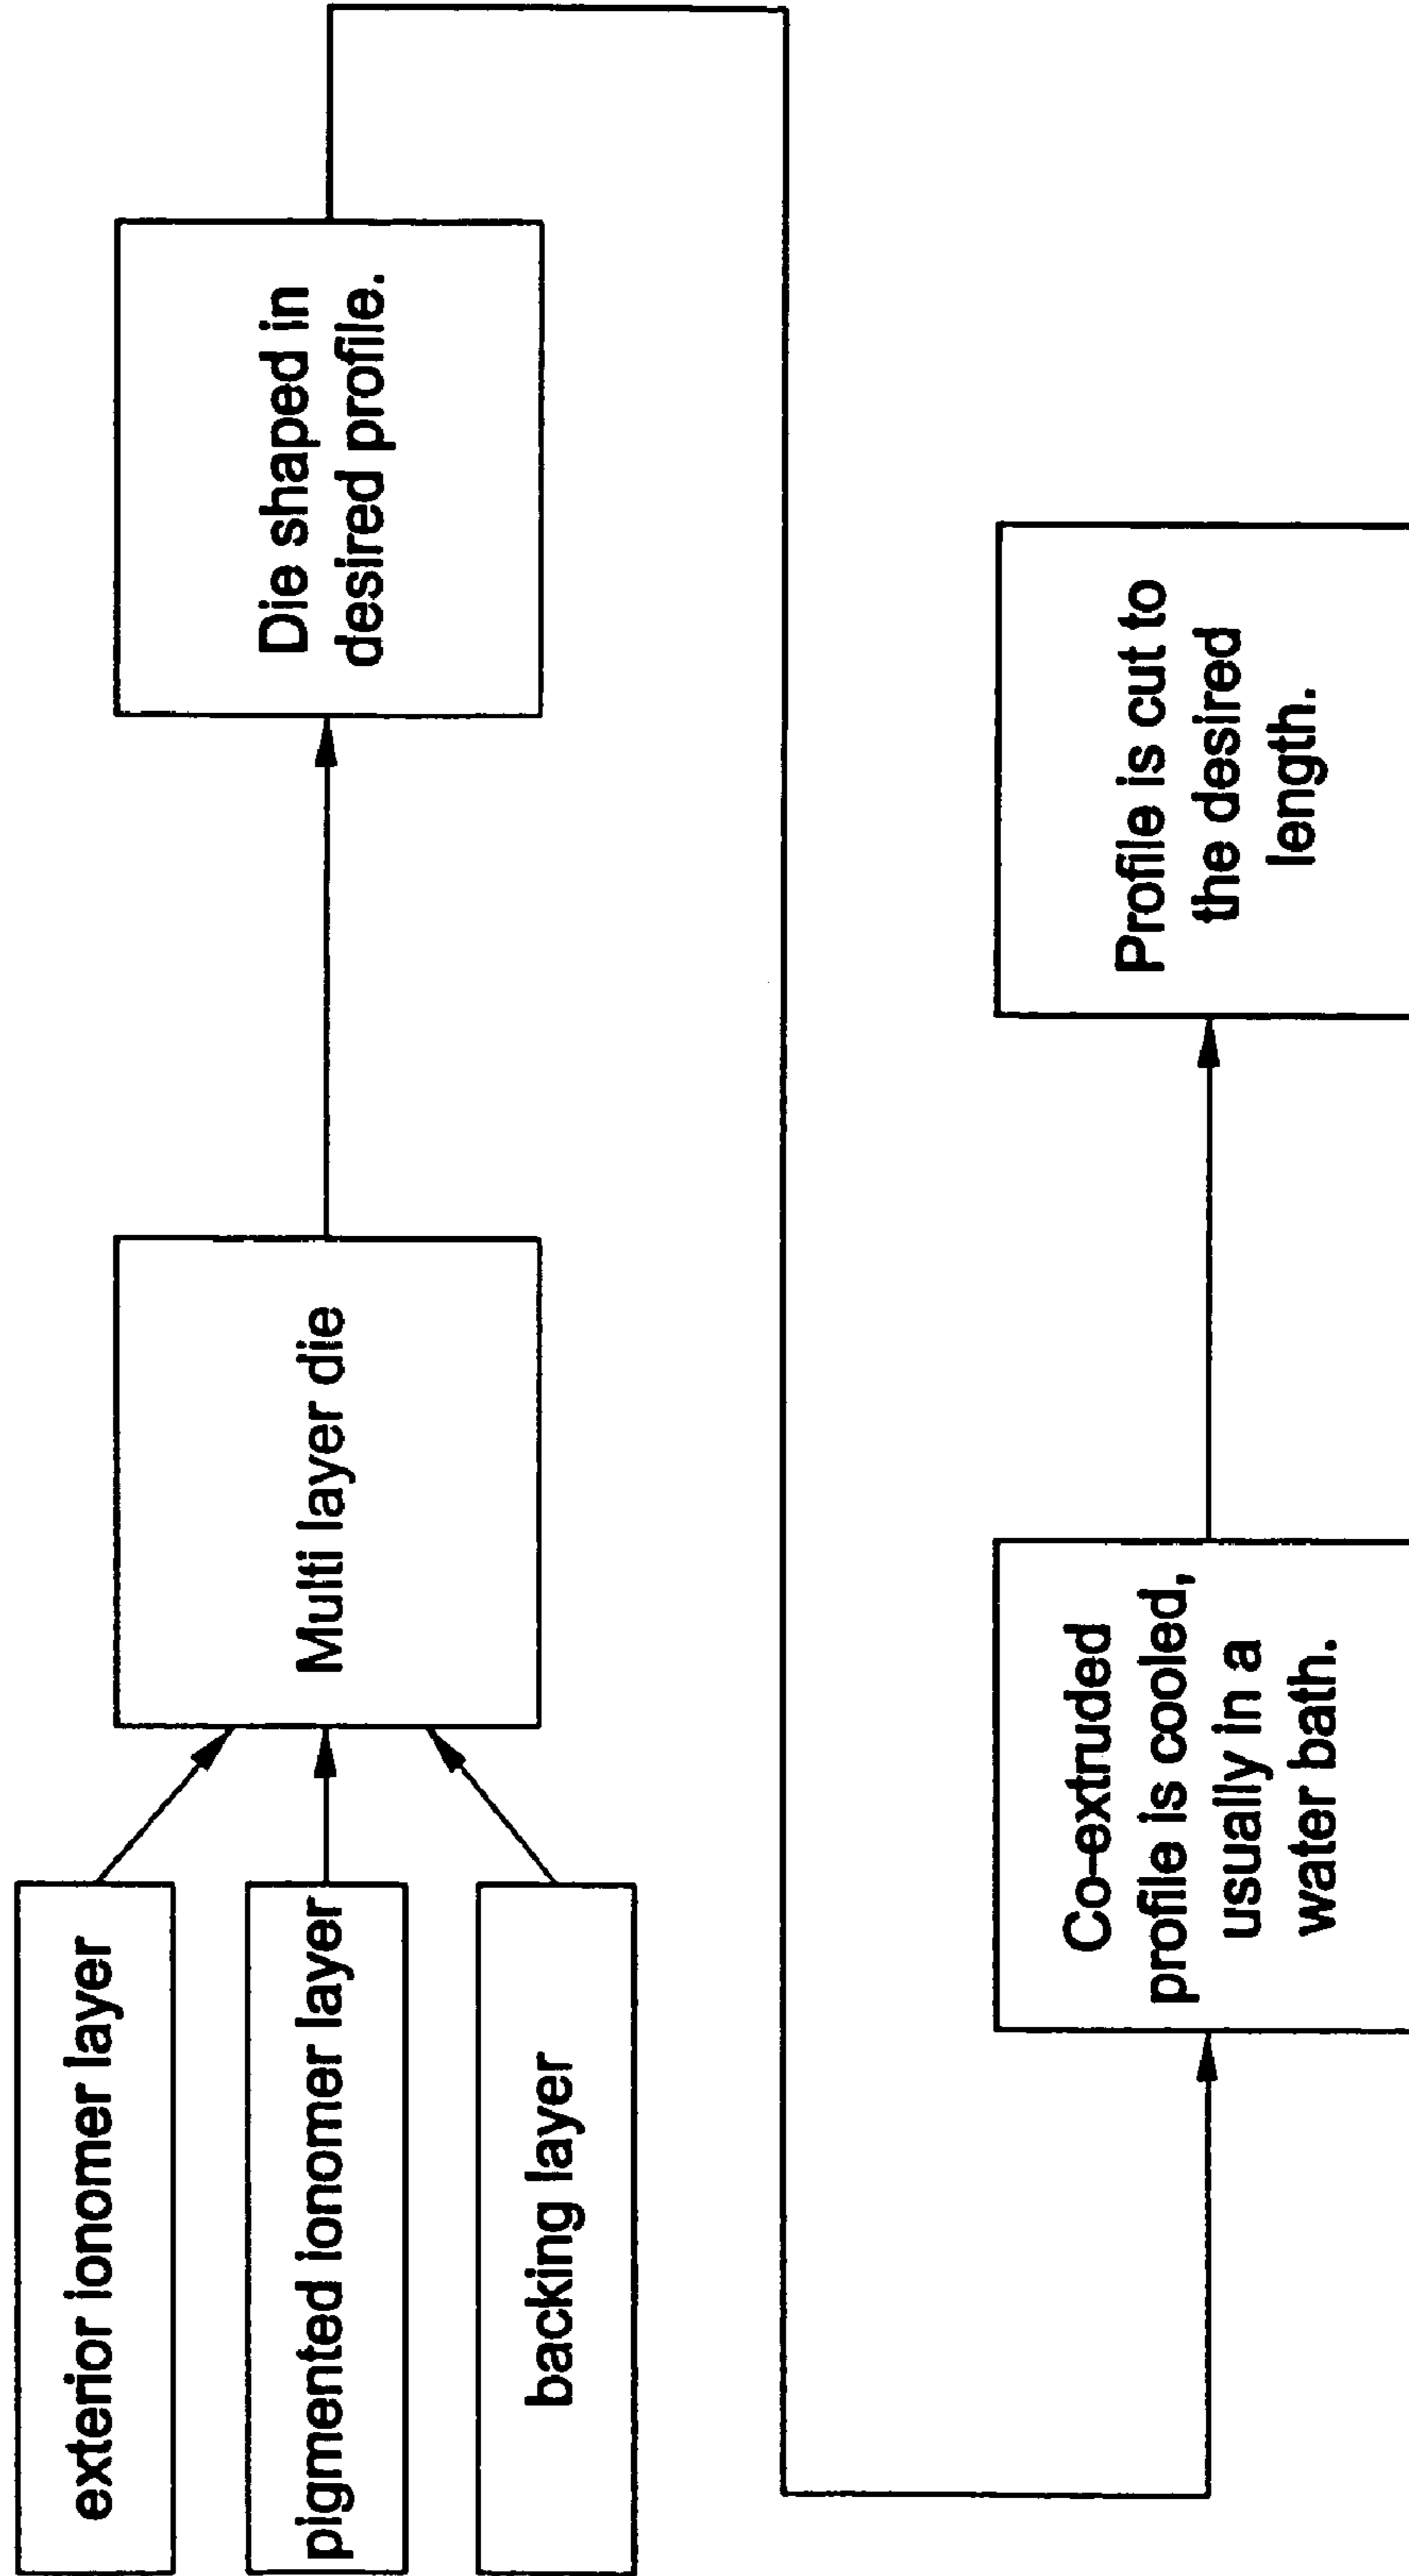 exterior ionomer layer
pigmented ionomer layer
backing layer
Multi layer die
Die shaped in
desired profile.
Co-extruded
profile is cooled,
usually in a
water bath.
Profile is cut to
the desired
length.